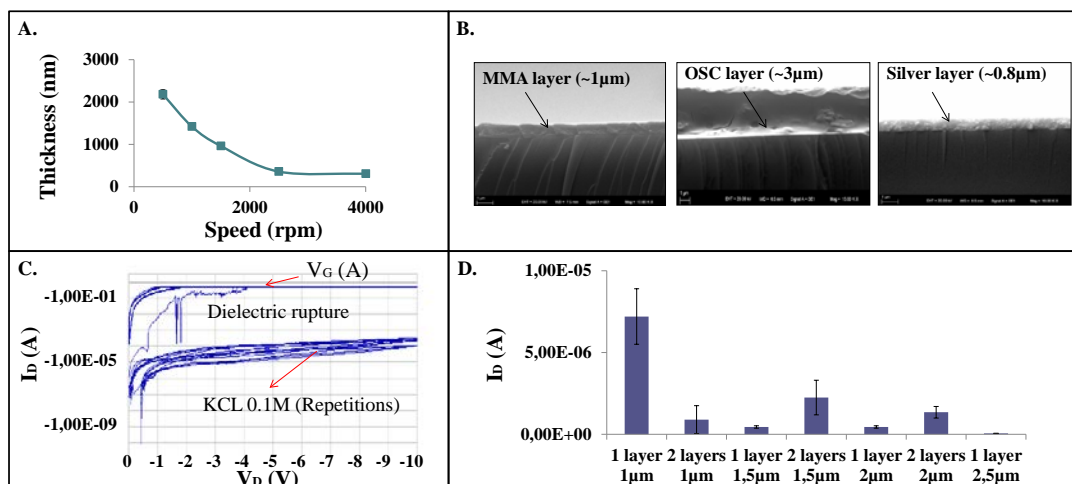 A.
Thickness (nm)
3000
2000
1000
0
0 2000 4000
Speed (rpm)
B.
MMA layer (~1µm)
OSC layer (~3µm)
Silver layer (~0.8µm)
C.
V_G (A)
I_D (A)
-1,00E-01
Dielectric rupture
-1,00E-05
KCL 0.1M (Repetitions)
-1,00E-09
0 -1 -2 -3 -4 -5 -6 -7 -8 -9 -10
V_D (V)
D.
I_D (A)
1,00E-05
5,00E-06
0,00E+00
1 layer 2 layers 1 layer 2 layers 1 layer 2 layers 1 layer
1µm 1µm 1,5µm 1,5µm 2µm 2µm 2,5µm